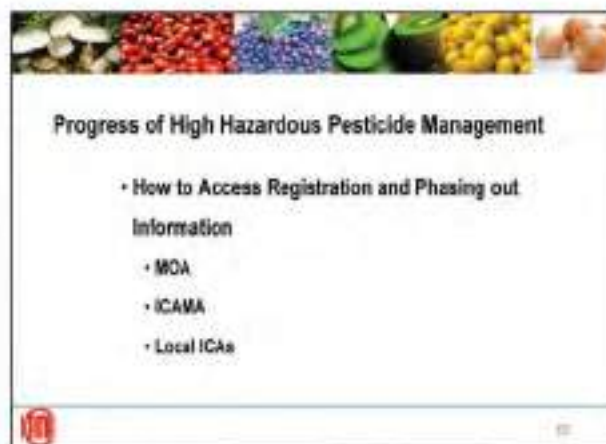 Progress of High Hazardous Pesticide Management
• How to Access Registration and Phasing out
Information
• MOA
• ICAMA
• Local ICAs